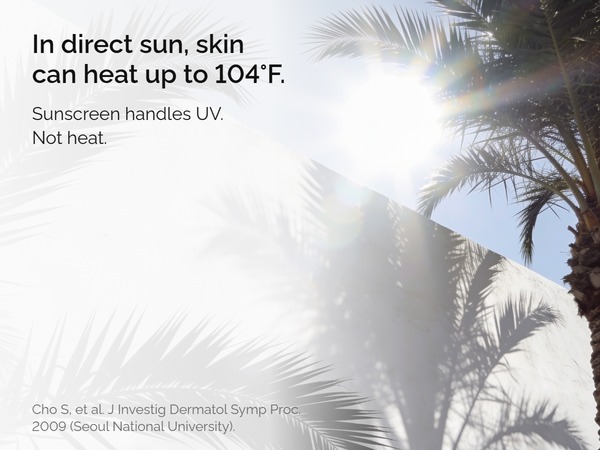 In direct sun, skin
can heat up to 104°F.
Sunscreen handles UV.
Not heat.
Cho S, et al. J Investig Dermatol Symp Proc.
2009 (Seoul National University).